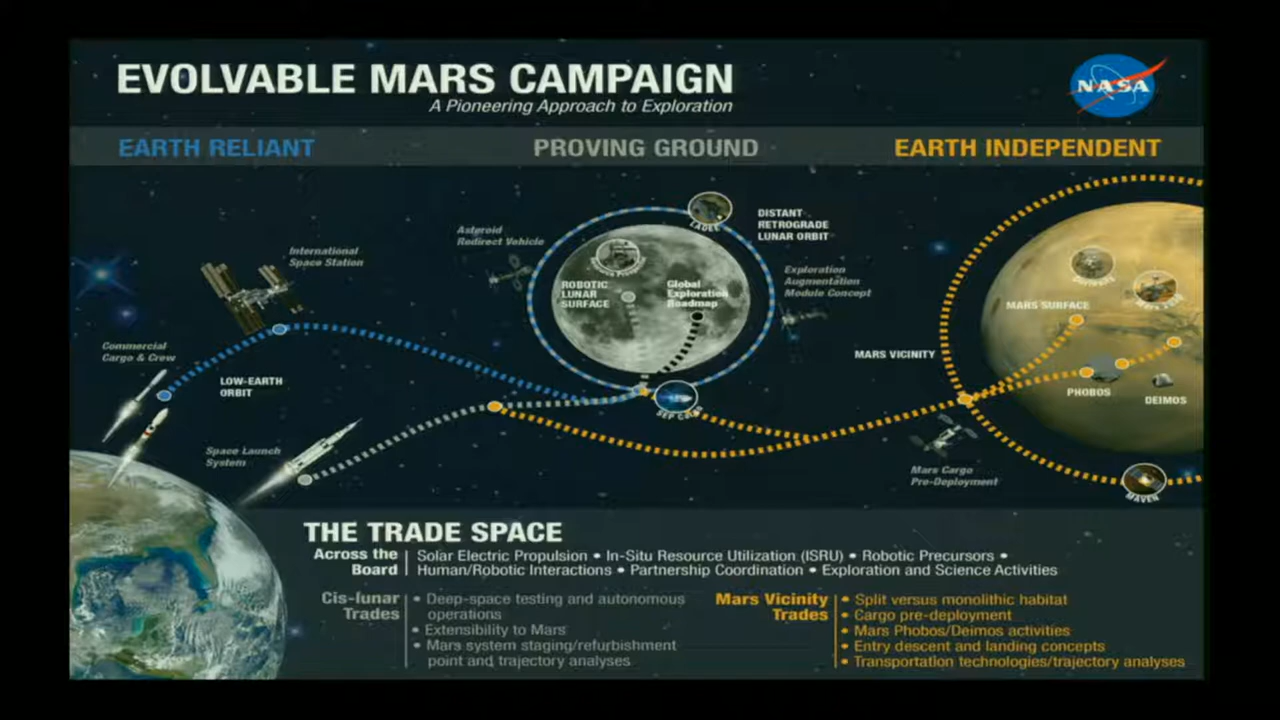 EVOLVABLE MARS CAMPAIGN
A Pioneering Approach to Exploration
NASA
EARTH RELIANT
PROVING GROUND
EARTH INDEPENDENT
International
Space Station
Commercial
Cargo & Crew
LOW-EARTH
ORBIT
Space Launch
System
Asteroid
Redirect Vehicle
LADEE
DISTANT
RETROGRADE
LUNAR ORBIT
ROBOTIC
LUNAR
SURFACE
Global
Exploration
Roadmap
Exploration
Augmentation
Module Concept
MARS VICINITY
MARS SURFACE
PHOBOS
DEIMOS
Mars Cargo
Pre-Deployment
MAVEN
THE TRADE SPACE
Across the
Board
Solar Electric Propulsion • In-Situ Resource Utilization (ISRU) • Robotic Precursors •
Human/Robotic Interactions • Partnership Coordination • Exploration and Science Activities
Cis-lunar
Trades
• Deep-space testing and autonomous
operations
• Extensibility to Mars
• Mars system staging/refurbishment
point and trajectory analyses
Mars Vicinity
Trades
• Split versus monolithic habitat
• Cargo pre-deployment
• Mars Phobos/Deimos activities
• Entry descent and landing concepts
• Transportation technologies/trajectory analyses